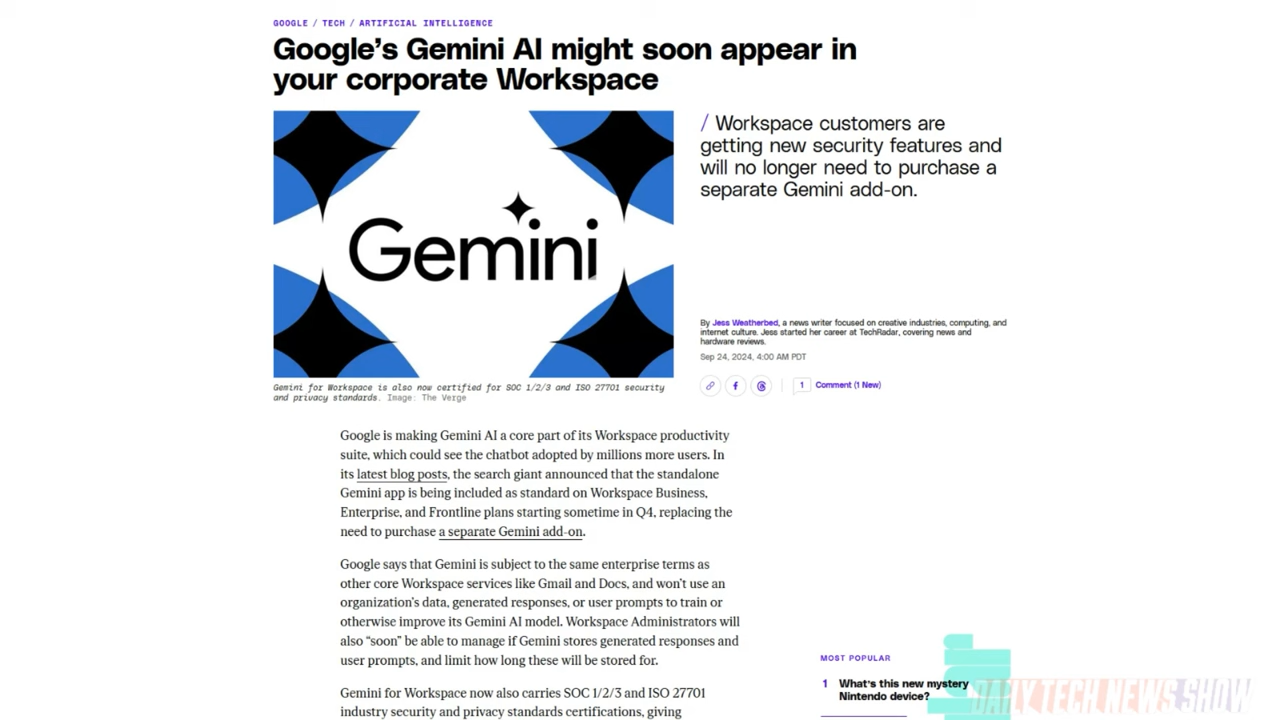 GOOGLE / TECH / ARTIFICIAL INTELLIGENCE
Google's Gemini AI might soon appear in
your corporate Workspace
Gemini
/ Workspace customers are
getting new security features and
will no longer need to purchase a
separate Gemini add-on.
By Jess Weatherbed, a news writer focused on creative industries, computing, and
internet culture. Jess started her career at TechRadar, covering news and
hardware reviews.
Sep 24, 2024, 4:00 AM PDT
1 Comment (1 New)
Gemini for Workspace is also now certified for SOC 1/2/3 and ISO 27701 security
and privacy standards. Image: The Verge
Google is making Gemini AI a core part of its Workspace productivity
suite, which could see the chatbot adopted by millions more users. In
its latest blog posts, the search giant announced that the standalone
Gemini app is being included as standard on Workspace Business,
Enterprise, and Frontline plans starting sometime in Q4, replacing the
need to purchase a separate Gemini add-on.
Google says that Gemini is subject to the same enterprise terms as
other core Workspace services like Gmail and Docs, and won't use an
organization's data, generated responses, or user prompts to train or
otherwise improve its Gemini AI model. Workspace Administrators will
also “soon” be able to manage if Gemini stores generated responses and
user prompts, and limit how long these will be stored for.
Gemini for Workspace now also carries SOC 1/2/3 and ISO 27701
industry security and privacy standards certifications, giving
MOST POPULAR
1 What's this new mystery
Nintendo device?
DAILY TECH NEWS SHOW